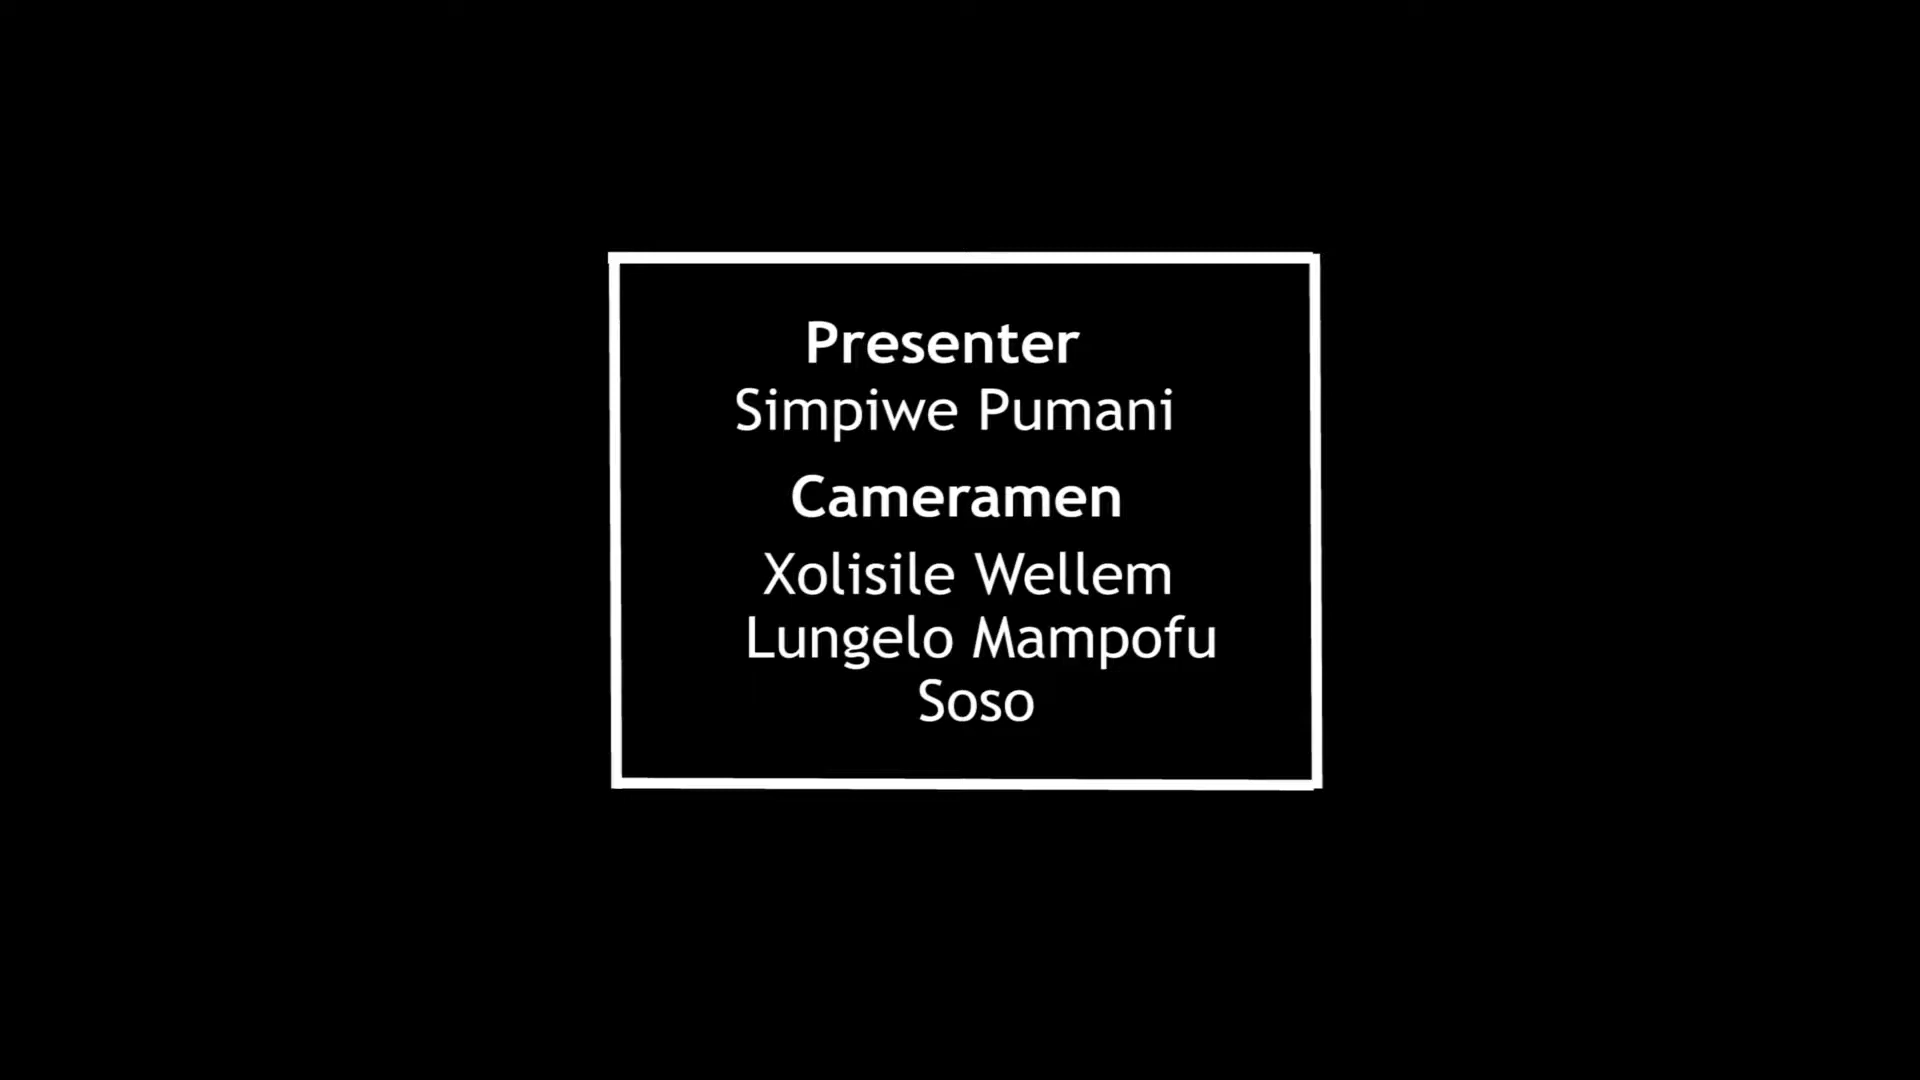 Presenter
Simpiwe Pumani
Cameramen
Xolisile Wellem
Lungelo Mampofu
Soso